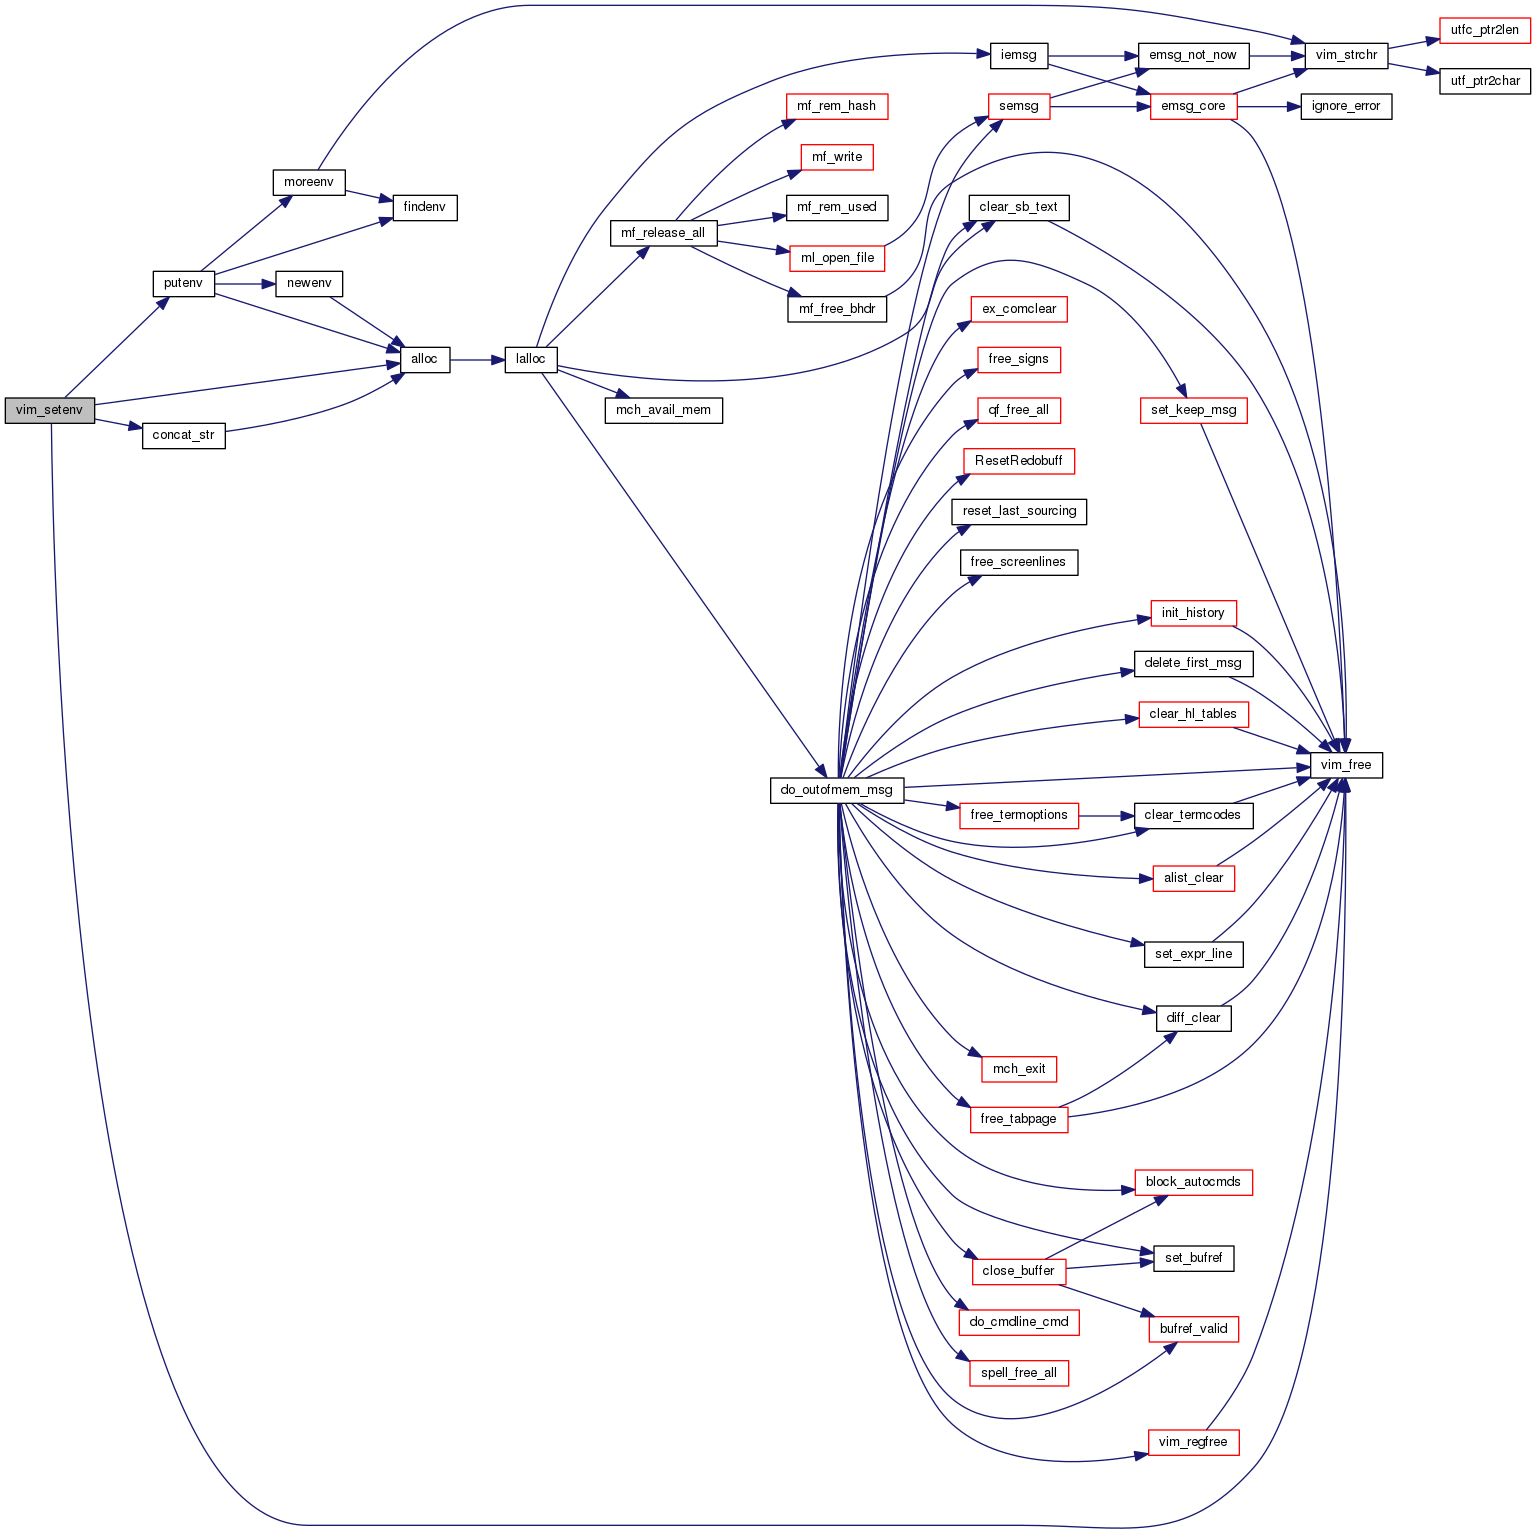 vim_setenv
putenv
concat_str
moreenv
newenv
findenv
alloc
lalloc
mf_release_all
mch_avail_mem
mf_rem_hash
mf_write
mf_rem_used
ml_open_file
mf_free_bhdr
do_outofmem_msg
iemsg
semsg
clear_sb_text
ex_comclear
free_signs
qf_free_all
ResetRedobuff
reset_last_sourcing
free_screenlines
free_termoptions
mch_exit
free_tabpage
close_buffer
do_cmdline_cmd
spell_free_all
emsg_not_now
emsg_core
set_keep_msg
init_history
delete_first_msg
clear_hl_tables
clear_termcodes
alist_clear
set_expr_line
diff_clear
block_autocmds
set_bufref
bufref_valid
vim_regfree
vim_strchr
ignore_error
vim_free
utfc_ptr2len
utf_ptr2char